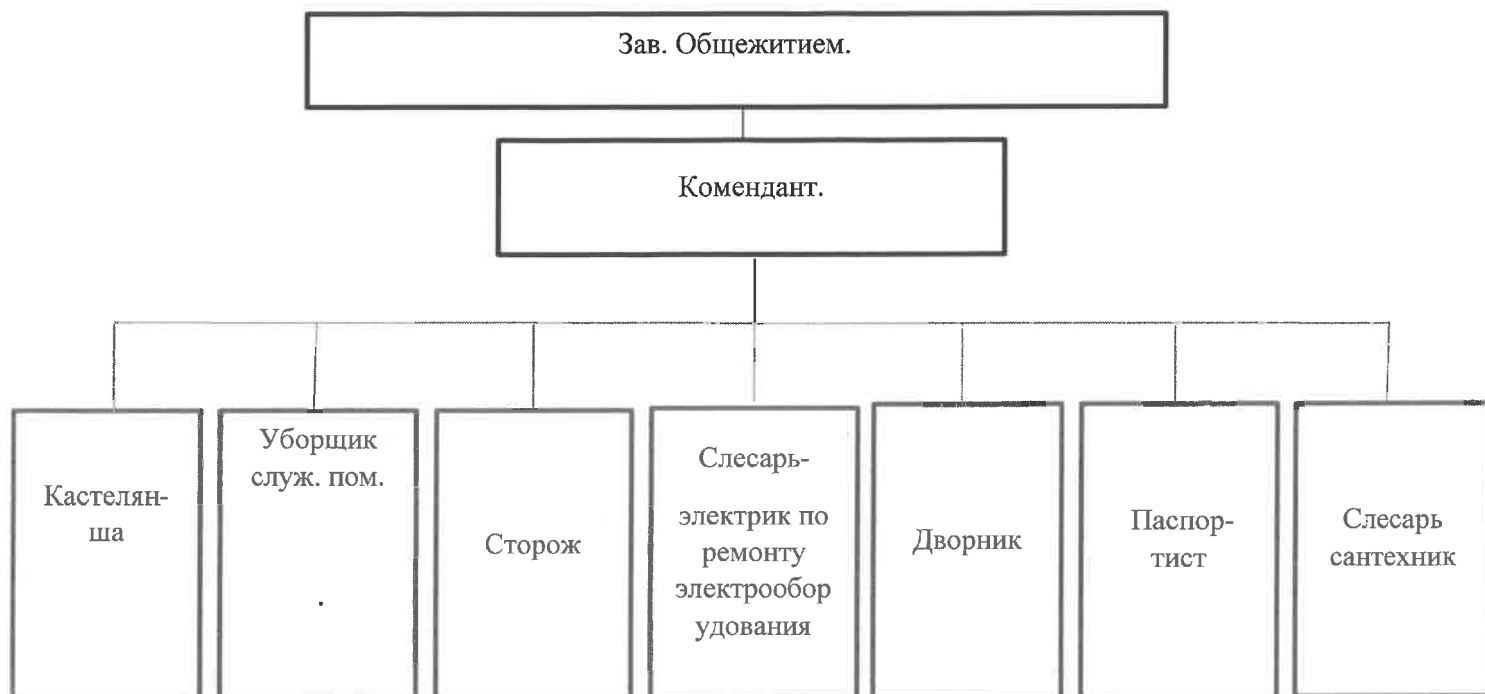 Зав. Общежитием.
Комендант.
Кастелян-
ша
Уборщик
служ. пом.
.
Сторож
Слесарь-
электрик по
ремонту
электрообор
удования
Дворник
Паспор-
тист
Слесарь
сантехник